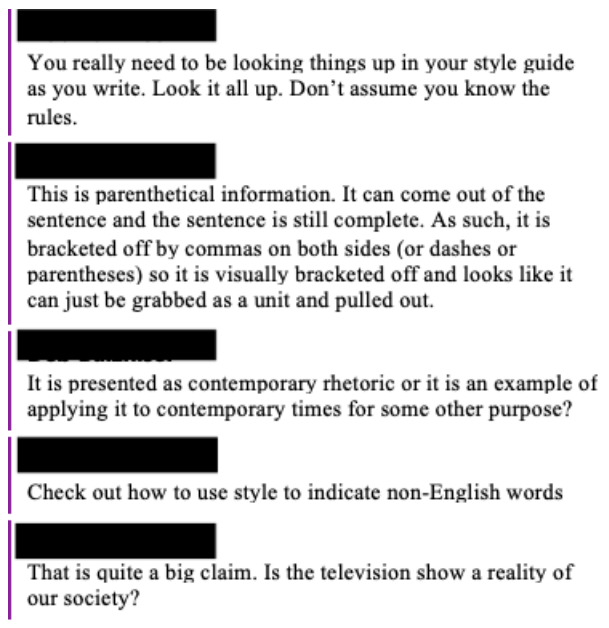 You really need to be looking things up in your style guide
as you write. Look it all up. Don’t assume you know the
rules.
This is parenthetical information. It can come out of the
sentence and the sentence is still complete. As such, it is
bracketed off by commas on both sides (or dashes or
parentheses) so it is visually bracketed off and looks like it
can just be grabbed as a unit and pulled out.
It is presented as contemporary rhetoric or it is an example of
applying it to contemporary times for some other purpose?
Check out how to use style to indicate non-English words
That is quite a big claim. Is the television show a reality of
our society?